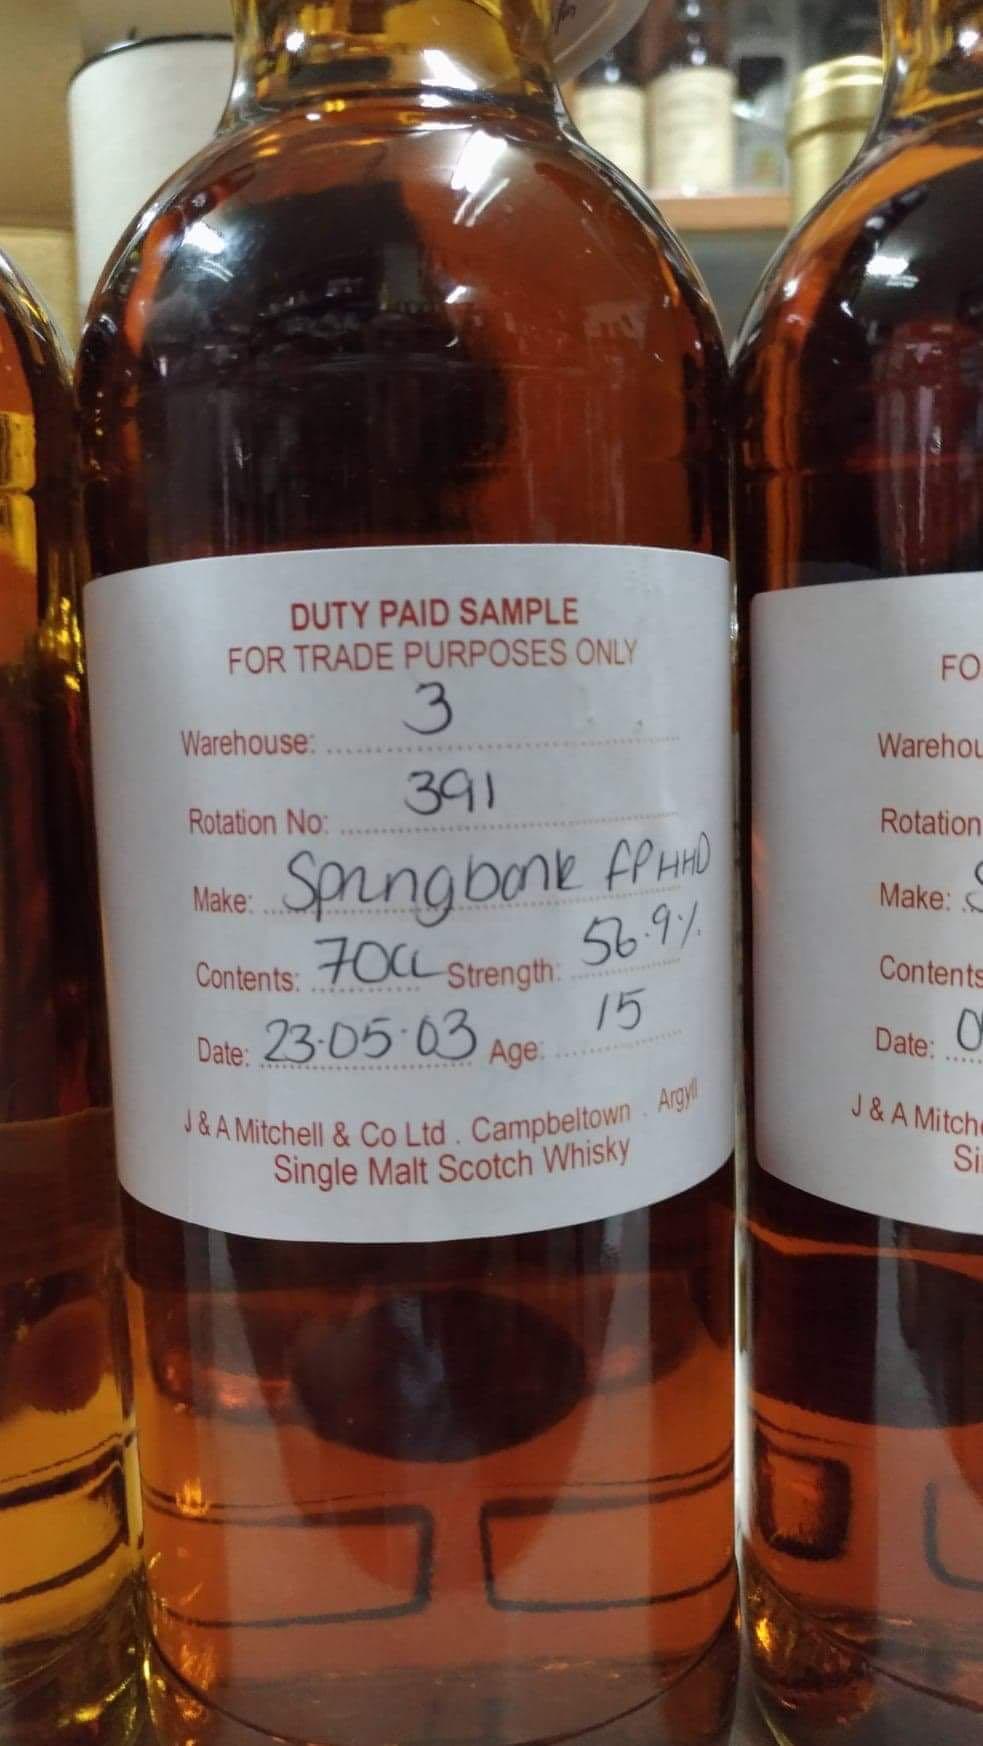 DUTY PAID SAMPLE
FOR TRADE PURPOSES ONLY
Warehouse: 3
Rotation No: 391
Make: Springbank FPHHD
Contents: 70CL Strength: 56.9%
Date: 23.05.03 Age: 15
J & A Mitchell & Co Ltd . Campbeltown . Argyll
Single Malt Scotch Whisky
FO
Warehou
Rotation
Make: S
Contents
Date: 0
J & A Mitche
Si